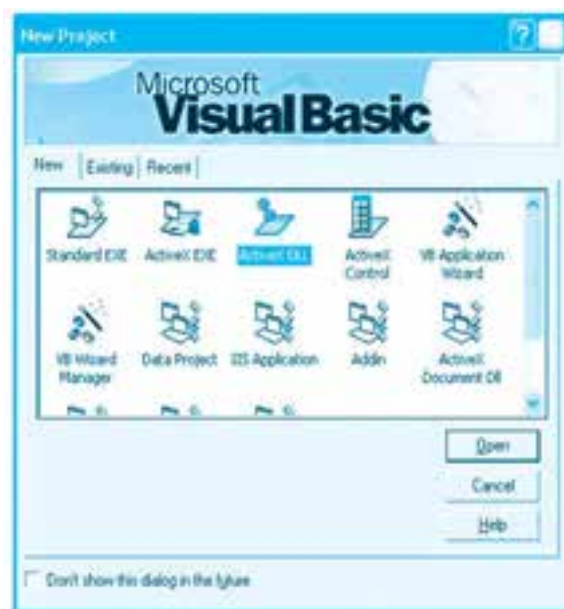 New Project
?
Microsoft
Visual Basic
New Existing Recent
Standard EXE ActiveX EXE ActiveX DLL ActiveX Control VB Application Wizard
VB Wizard Manager Data Project IIS Application Addin ActiveX Document Dll
Open
Cancel
Help
Don't show this dialog in the future